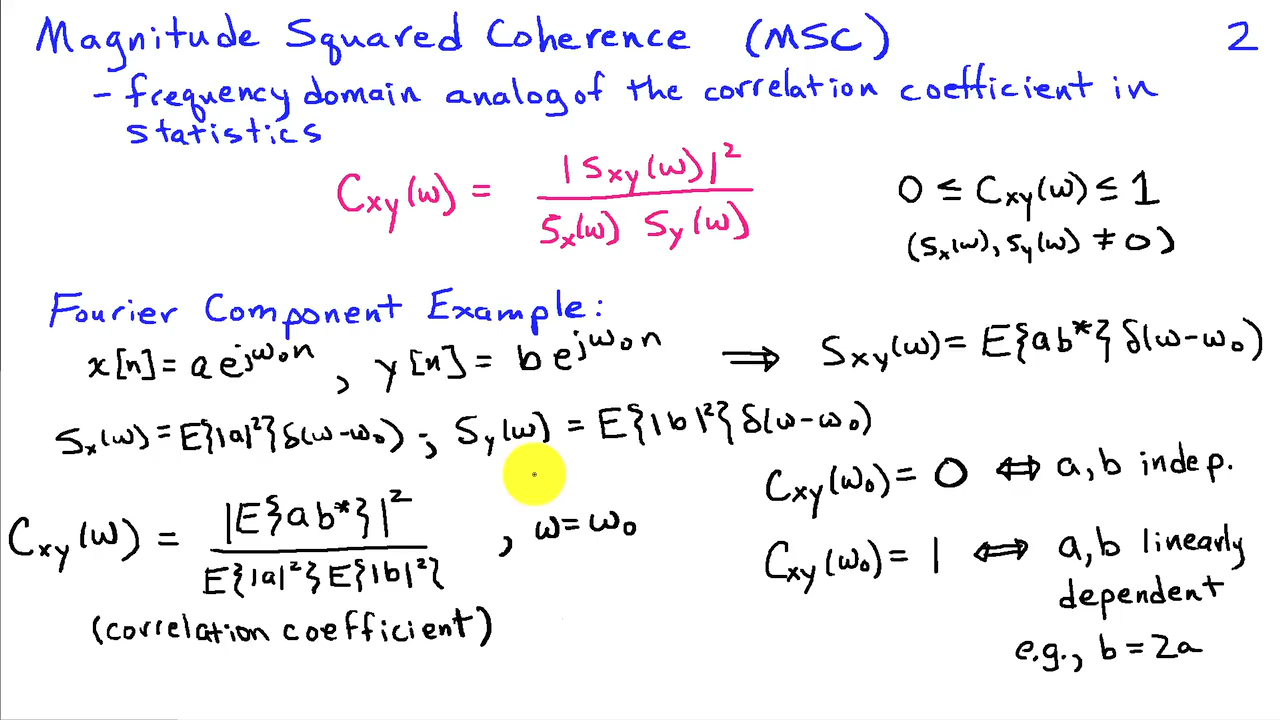 Magnitude Squared Coherence (MSC) 2
- frequency domain analog of the correlation coefficient in
statistics
Cxy(ω) = |Sxy(ω)|² / Sx(ω) Sy(ω)
0 ≤ Cxy(ω) ≤ 1
(Sx(ω), Sy(ω) ≠ 0)
Fourier Component Example:
x[n] = a e^{jω₀n}, y[n] = b e^{jω₀n} ⟹ Sxy(ω) = E{ab*} δ(ω-ω₀)
Sx(ω) = E{|a|²} δ(ω-ω₀), Sy(ω) = E{|b|²} δ(ω-ω₀)
Cxy(ω) = |E{ab*}|² / E{|a|²}E{|b|²}, ω = ω₀
(correlation coefficient)
Cxy(ω₀) = 0 ⟺ a, b indep.
Cxy(ω₀) = 1 ⟺ a, b linearly
dependent
e.g., b = 2a